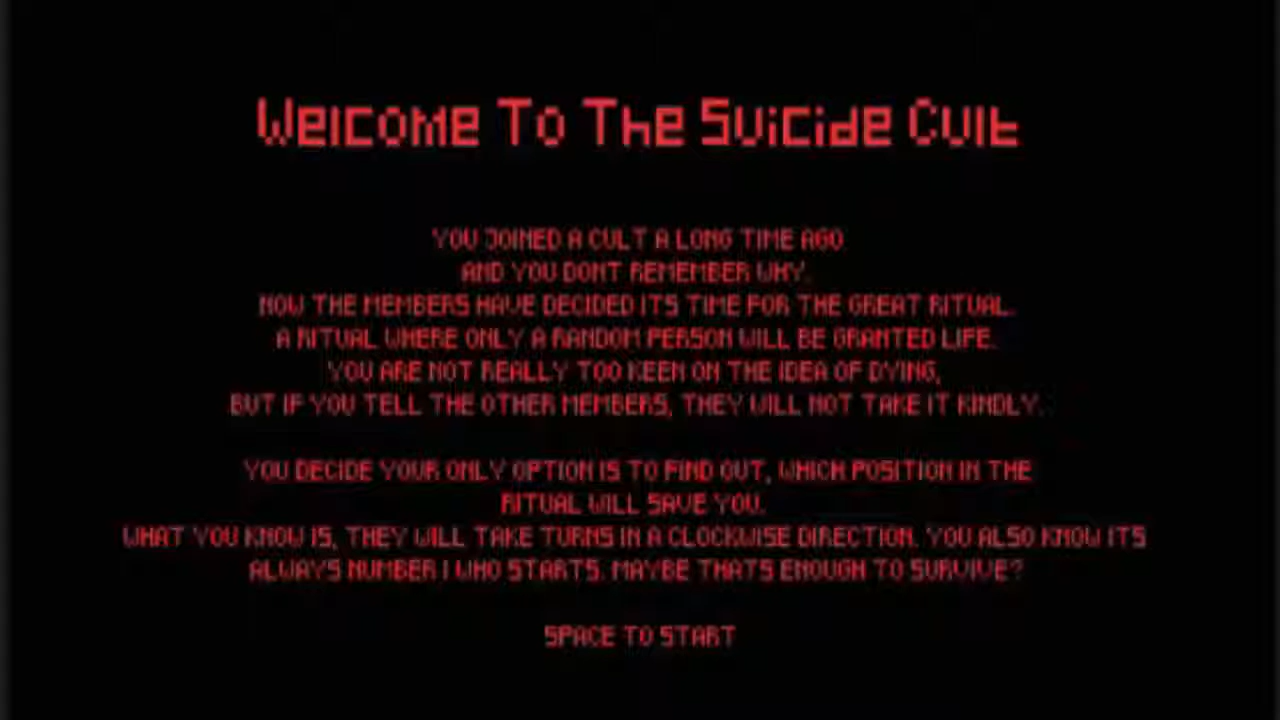 Welcome To The Suicide Cult
YOU JOINED A CULT A LONG TIME AGO
AND YOU DONT REMEMBER WHY.
NOW THE MEMBERS HAVE DECIDED ITS TIME FOR THE GREAT RITUAL.
A RITUAL WHERE ONLY A RANDOM PERSON WILL BE GRANTED LIFE.
YOU ARE NOT REALLY TOO KEEN ON THE IDEA OF DYING,
BUT IF YOU TELL THE OTHER MEMBERS, THEY WILL NOT TAKE IT KINDLY.
YOU DECIDE YOUR ONLY OPTION IS TO FIND OUT, WHICH POSITION IN THE
RITUAL WILL SAVE YOU.
WHAT YOU KNOW IS, THEY WILL TAKE TURNS IN A CLOCKWISE DIRECTION. YOU ALSO KNOW ITS
ALWAYS NUMBER 1 WHO STARTS. MAYBE THATS ENOUGH TO SURVIVE?
SPACE TO START